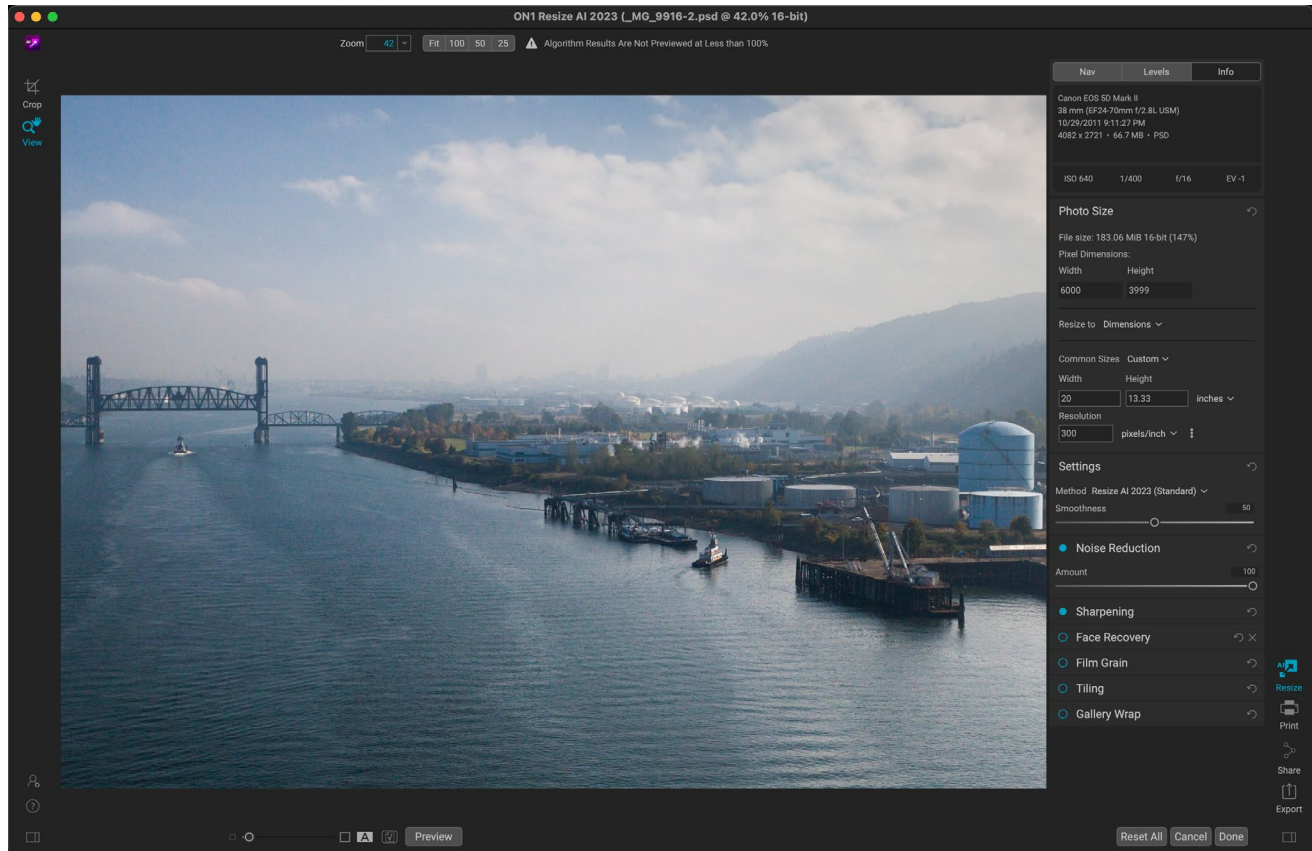 ON1 Resize AI 2023 (_MG_9916-2.psd @ 42.0% 16-bit)
Zoom 42 Fit 100 50 25 Algorithm Results Are Not Previewed at Less than 100%
Crop
View
Nav Levels Info
Canon EOS 5D Mark II
38 mm (EF24-70mm f/2.8L USM)
10/29/2011 9:11:27 PM
4082 x 2721 • 66.7 MB • PSD
ISO 640 1/400 f/16 EV -1
Photo Size
File size: 183.06 MiB 16-bit (147%)
Pixel Dimensions:
Width Height
6000 3999
Resize to Dimensions
Common Sizes Custom
Width Height
20 13.33 inches
Resolution
300 pixels/inch
Settings
Method Resize AI 2023 (Standard)
Smoothness 50
Noise Reduction
Amount 100
Sharpening
Face Recovery
Film Grain
Tiling
Gallery Wrap
AI
Resize
Print
Share
Export
A Preview
Reset All Cancel Done